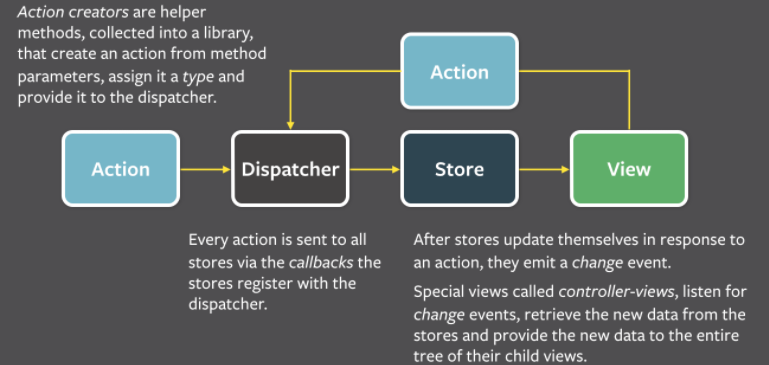 Action creators are helper
methods, collected into a library,
that create an action from method
parameters, assign it a type and
provide it to the dispatcher.
Action
Action
Dispatcher
Store
View
Every action is sent to all
stores via the callbacks the
stores register with the
dispatcher.
After stores update themselves in response to
an action, they emit a change event.
Special views called controller-views, listen for
change events, retrieve the new data from the
stores and provide the new data to the entire
tree of their child views.